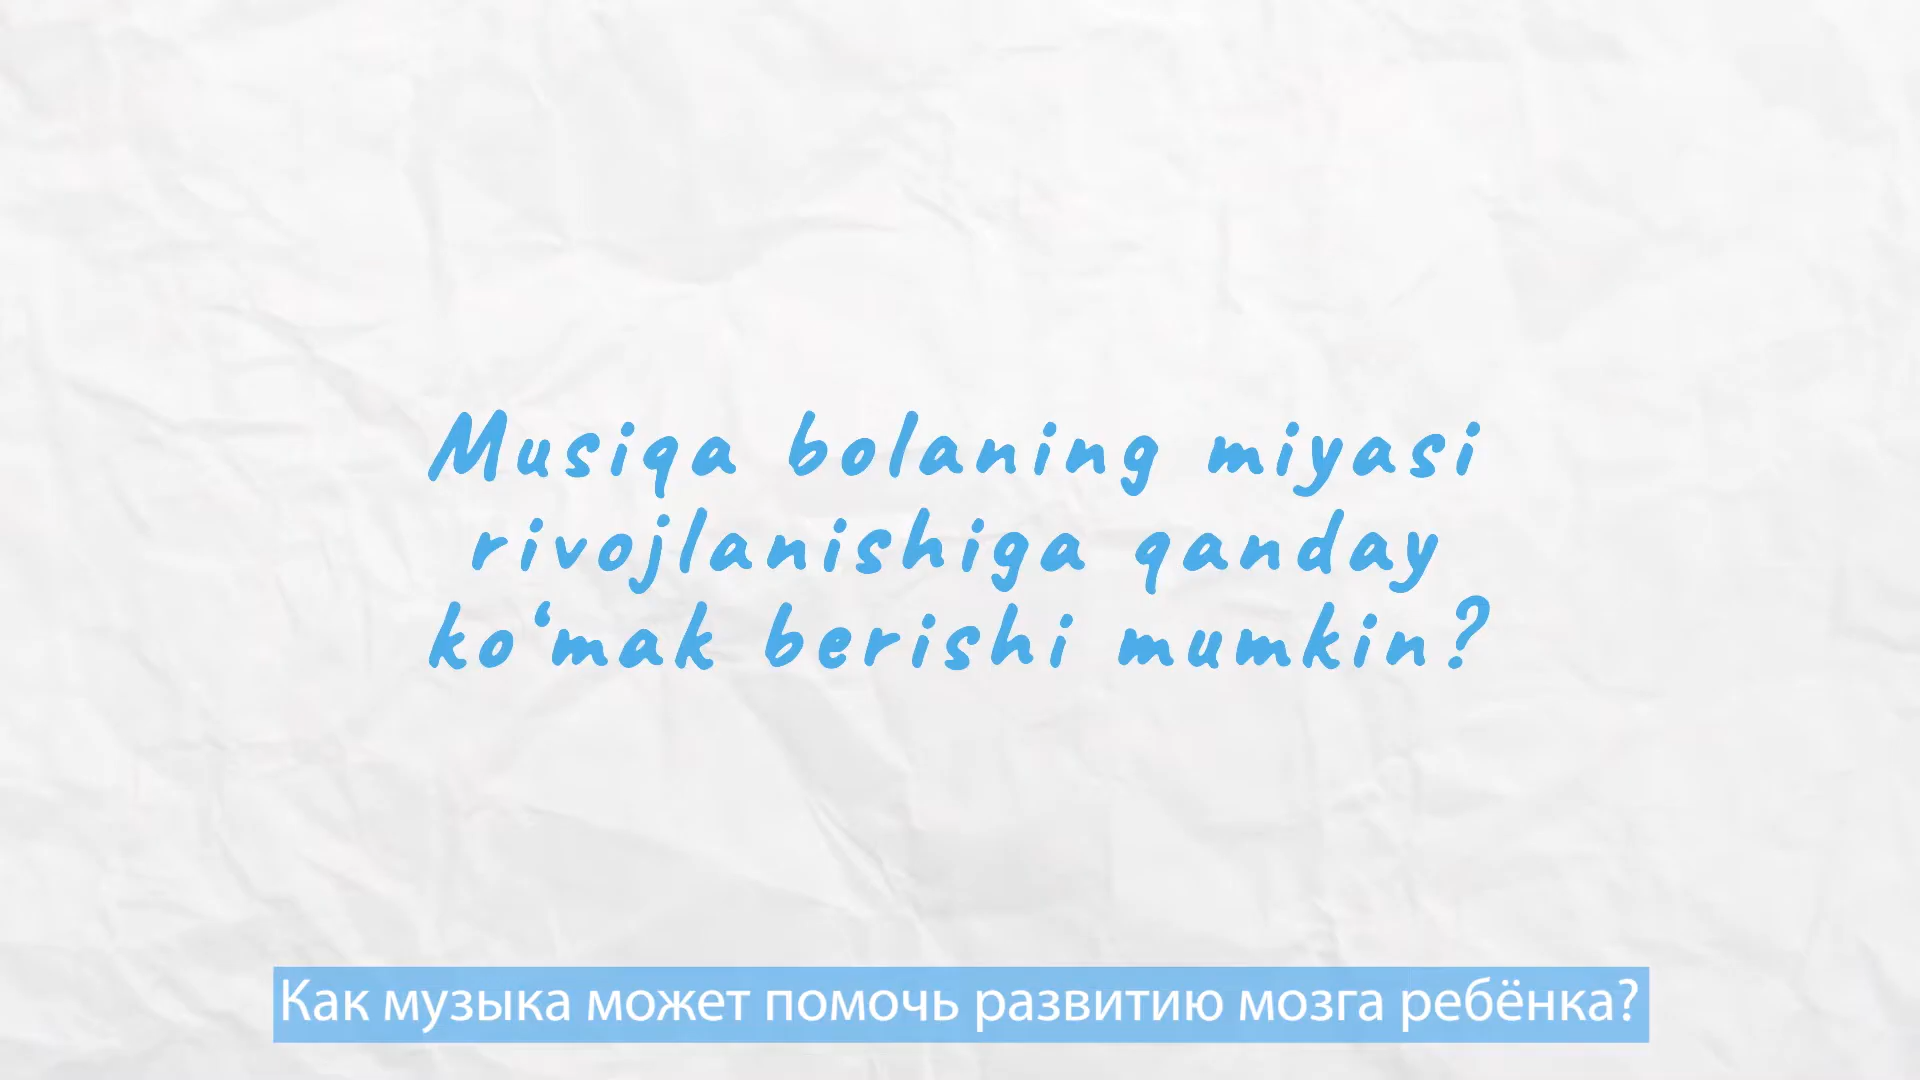 Musiqa bolaning miyasi
rivojlanishiga qanday
ko‘mak berishi mumkin?
Как музыка может помочь развитию мозга ребёнка?